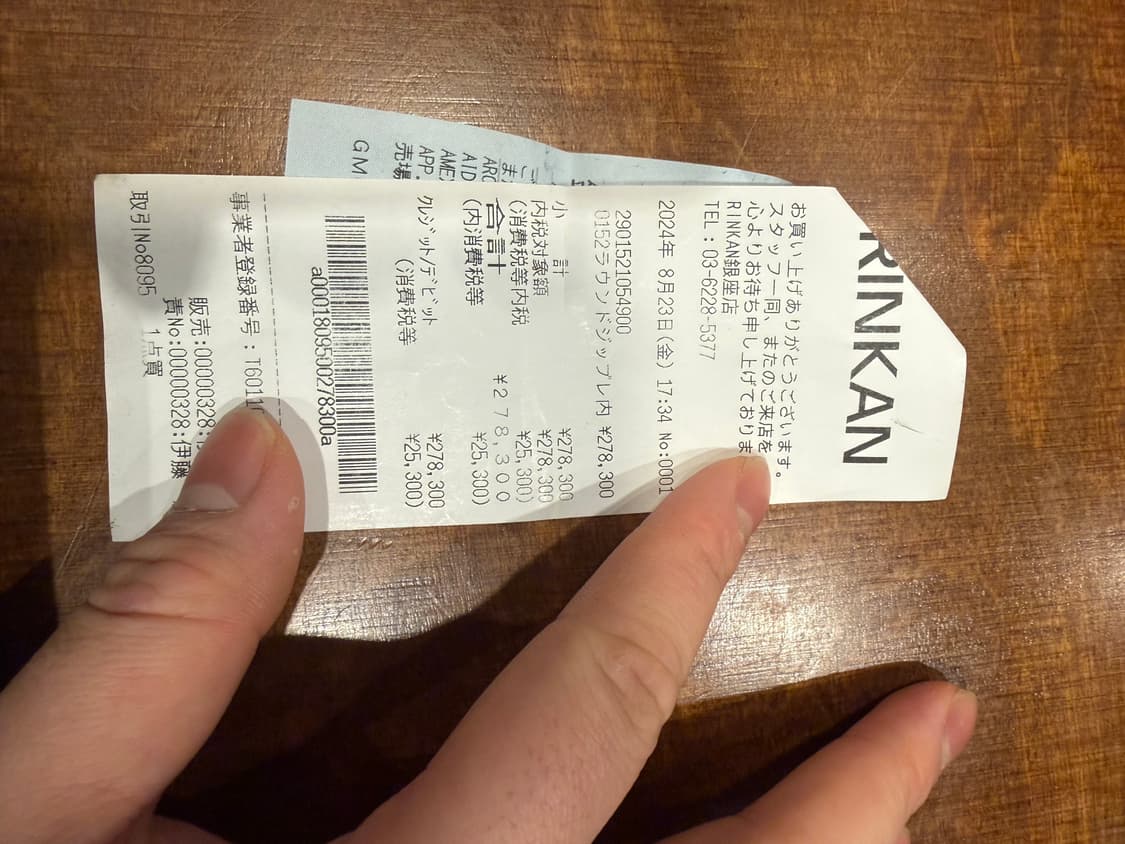 RINKAN
お買い上げありがとうございます。
スタッフ一同、またのご来店を
心よりお待ち申し上げておりま
RINKAN銀座店
TEL：03-6228-5377
2024年 8月23日(金) 17:34 No:0001
2901521054900
0152ラウンドジップレ内 ¥278,300
小 計 ¥278,300
内税対象額 ¥278,300
(消費税等内税 ¥25,300)
合計 ¥278,300
(内消費税等 ¥25,300)
クレジット/デビット ¥278,300
(消費税等 ¥25,300)
a0001809500278300a
事業者登録番号：T6011
販売:00000328:
責No:00000328:伊藤
取引No8095 1点買
AID
APP
売場
GM